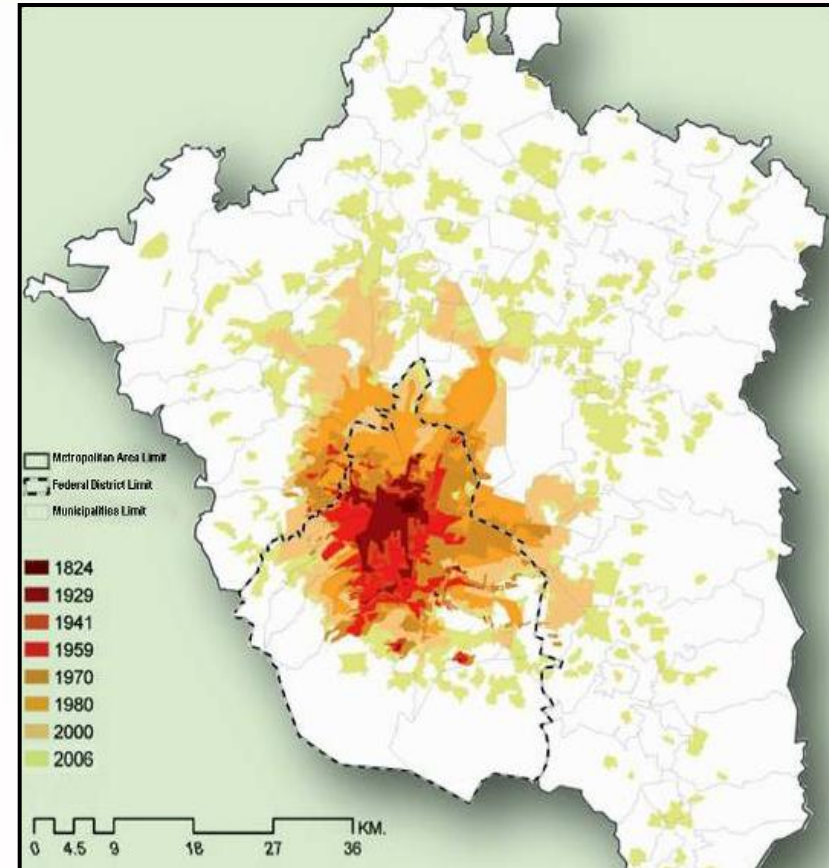 Metropolitan Area Limit
Federal District Limit
Municipalities Limit
1824
1929
1941
1959
1970
1980
2000
2006
KM.
0 4.5 9 18 27 36